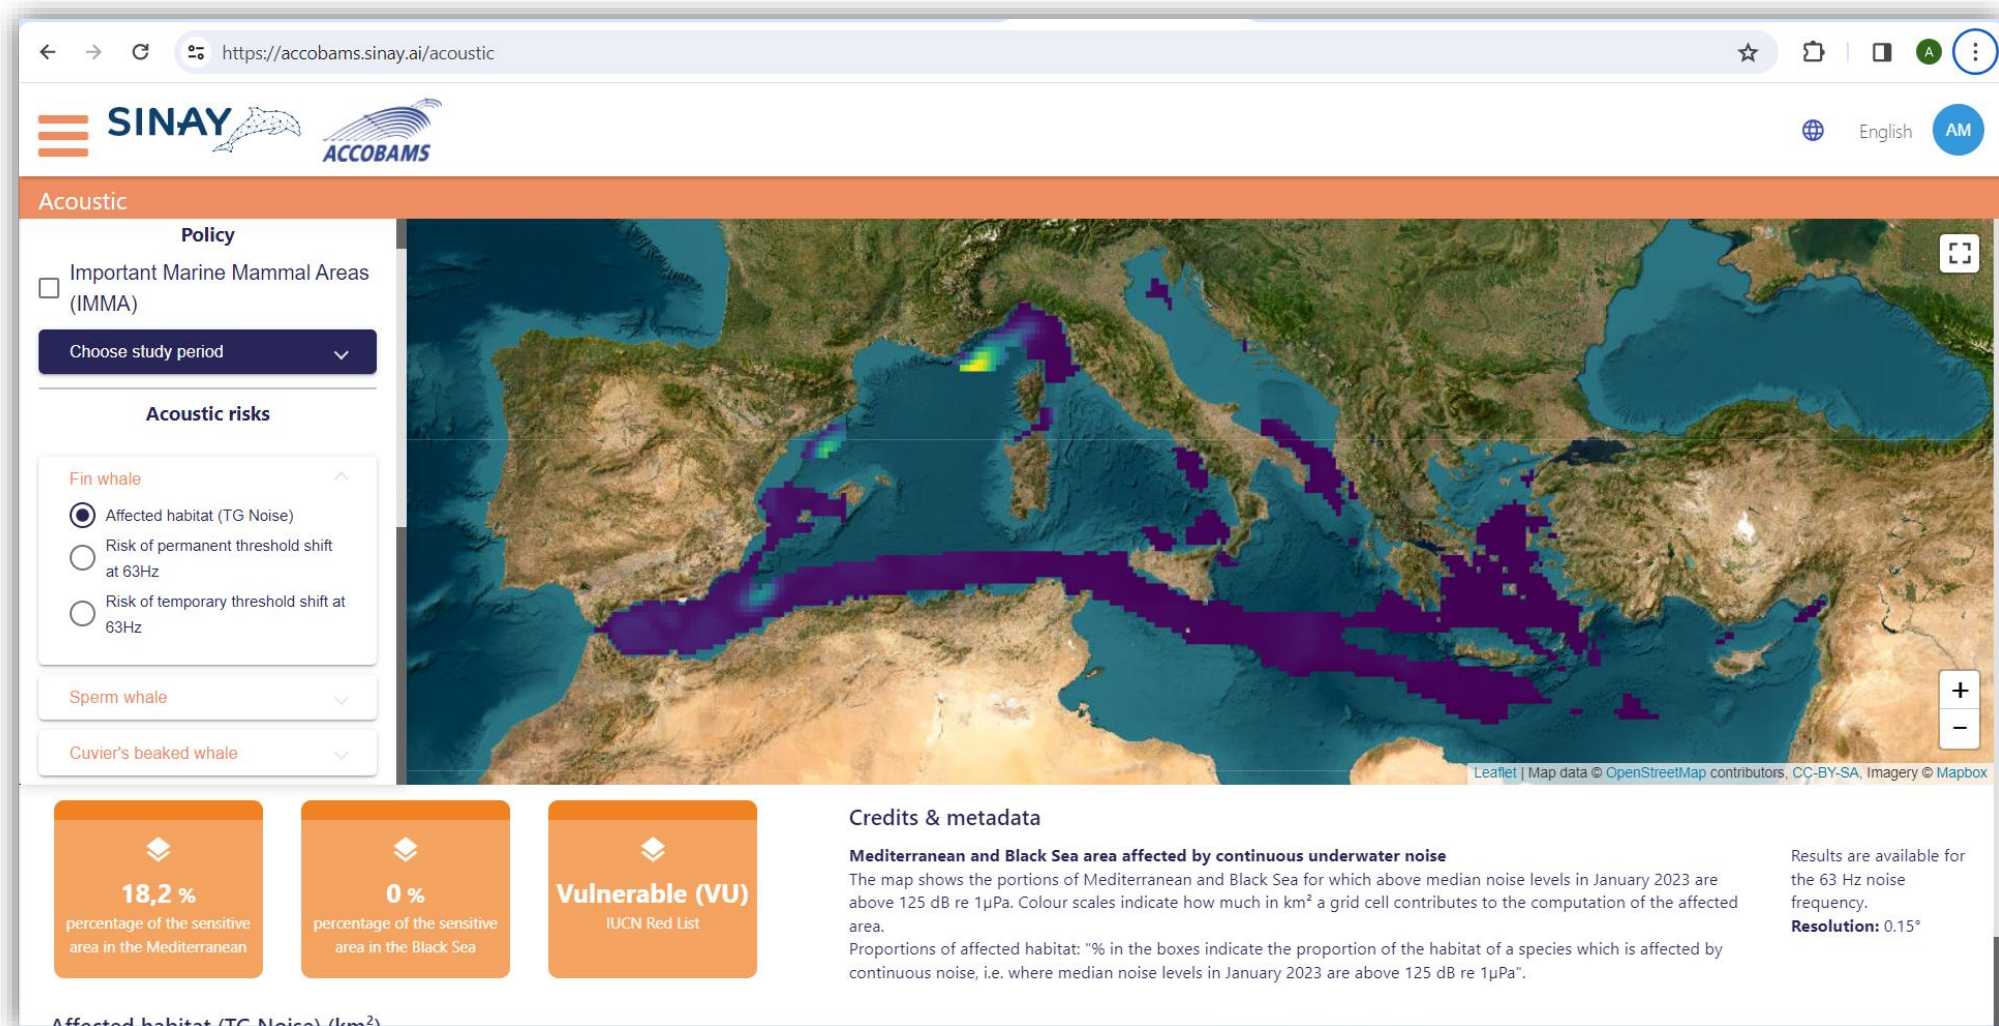 https://accobams.sinay.ai/acoustic
A
SINAY
ACCOBAMS
English
AM
Acoustic
Policy
Important Marine Mammal Areas
(IMMA)
Choose study period
Acoustic risks
Fin whale
Affected habitat (TG Noise)
Risk of permanent threshold shift
at 63Hz
Risk of temporary threshold shift at
63Hz
Sperm whale
Cuvier's beaked whale
+
−
Leaflet | Map data © OpenStreetMap contributors, CC-BY-SA, Imagery © Mapbox
18,2 %
percentage of the sensitive
area in the Mediterranean
0 %
percentage of the sensitive
area in the Black Sea
Vulnerable (VU)
IUCN Red List
Credits & metadata
Mediterranean and Black Sea area affected by continuous underwater noise
The map shows the portions of Mediterranean and Black Sea for which above median noise levels in January 2023 are
above 125 dB re 1µPa. Colour scales indicate how much in km² a grid cell contributes to the computation of the affected
area.
Proportions of affected habitat: "% in the boxes indicate the proportion of the habitat of a species which is affected by
continuous noise, i.e. where median noise levels in January 2023 are above 125 dB re 1µPa".
Results are available for
the 63 Hz noise
frequency.
Resolution: 0.15°
Affected habitat (TG Noise) (km²)